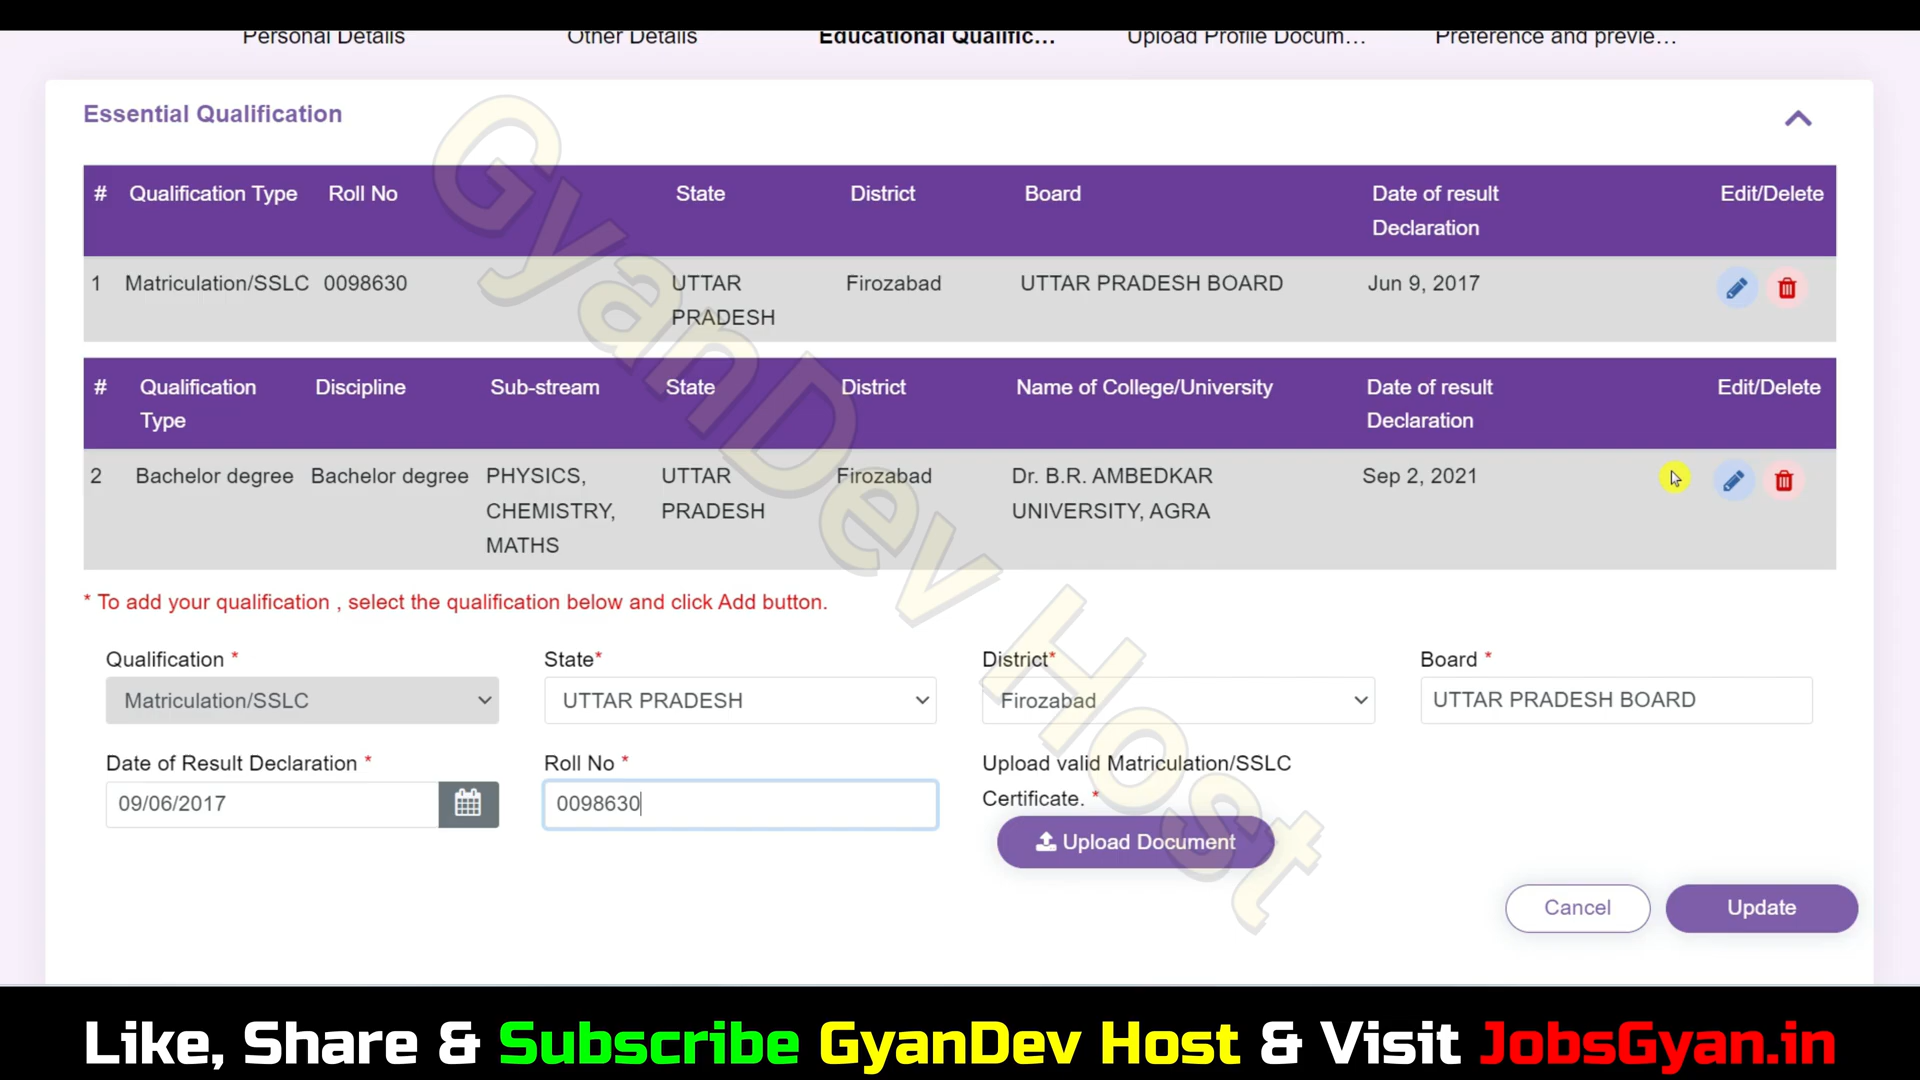 Personal Details
Other Details
Educational Qualific...
Upload Profile Docum...
Preference and previe...
Essential Qualification
# Qualification Type Roll No State District Board Date of result Edit/Delete
Declaration
1 Matriculation/SSLC 0098630 UTTAR Firozabad UTTAR PRADESH BOARD Jun 9, 2017
PRADESH
# Qualification Discipline Sub-stream State District Name of College/University Date of result Edit/Delete
Type Declaration
2 Bachelor degree Bachelor degree PHYSICS, UTTAR Firozabad Dr. B.R. AMBEDKAR Sep 2, 2021
CHEMISTRY, PRADESH UNIVERSITY, AGRA
MATHS
* To add your qualification , select the qualification below and click Add button.
Qualification * State* District* Board *
Matriculation/SSLC UTTAR PRADESH Firozabad UTTAR PRADESH BOARD
Date of Result Declaration * Roll No * Upload valid Matriculation/SSLC
Certificate. *
09/06/2017 0098630
Upload Document
Cancel Update
GyanDev Host
Like, Share & Subscribe GyanDev Host & Visit JobsGyan.in